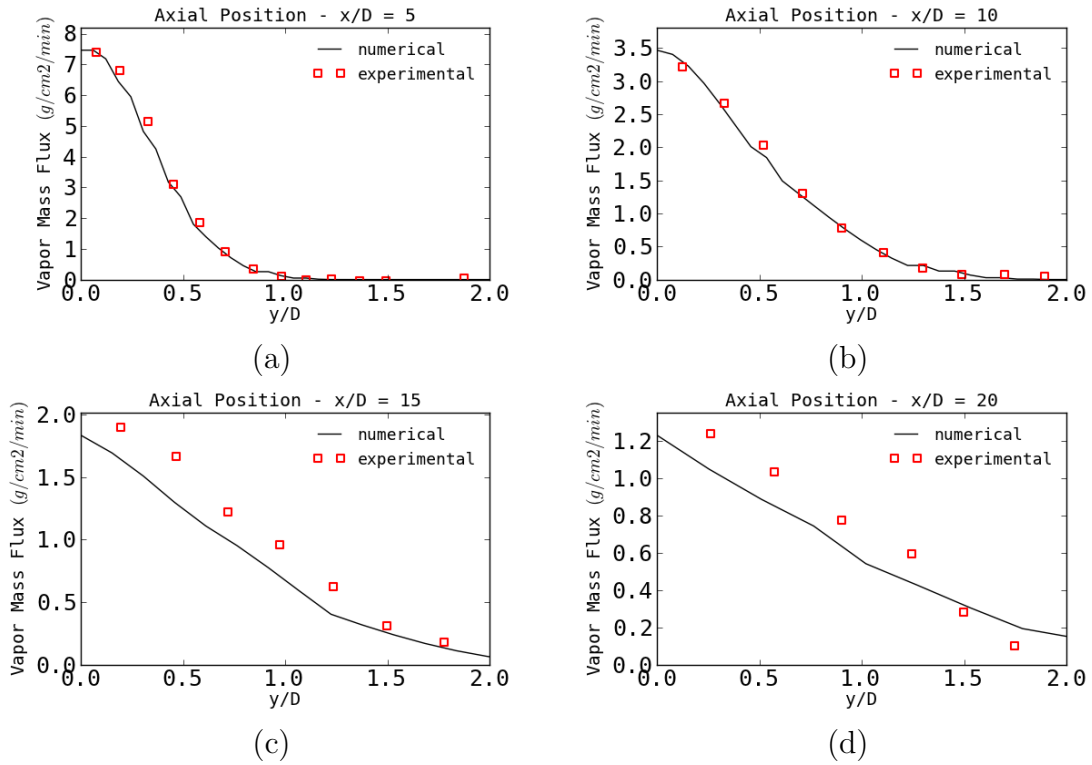 Axial Position - x/D = 5
8
7
6
5
4
3
2
1
0
Vapor Mass Flux (g/cm2/min)
numerical
experimental
0.0 0.5 1.0 1.5 2.0
y/D
(a)
Axial Position - x/D = 10
3.5
3.0
2.5
2.0
1.5
1.0
0.5
0.0
Vapor Mass Flux (g/cm2/min)
numerical
experimental
0.0 0.5 1.0 1.5 2.0
y/D
(b)
Axial Position - x/D = 15
2.0
1.5
1.0
0.5
0.0
Vapor Mass Flux (g/cm2/min)
numerical
experimental
0.0 0.5 1.0 1.5 2.0
y/D
(c)
Axial Position - x/D = 20
1.2
1.0
0.8
0.6
0.4
0.2
0.0
Vapor Mass Flux (g/cm2/min)
numerical
experimental
0.0 0.5 1.0 1.5 2.0
y/D
(d)